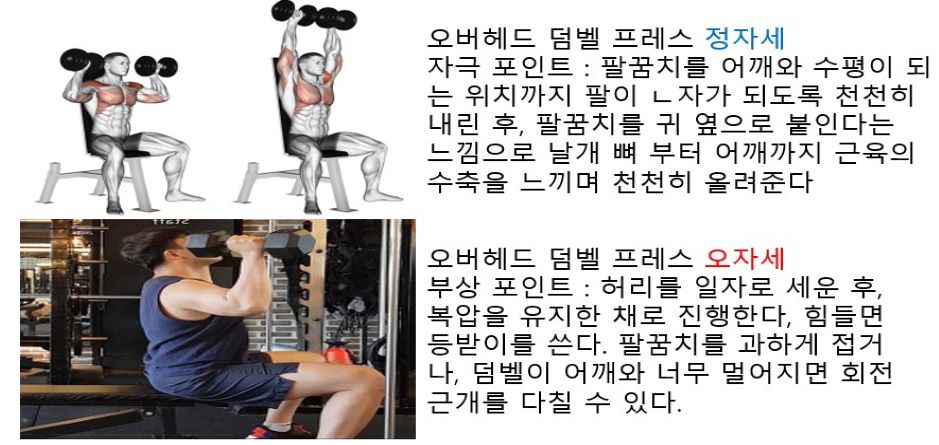 오버헤드 덤벨 프레스 정자세
자극 포인트 : 팔꿈치를 어깨와 수평이 되
는 위치까지 팔이 ㄴ자가 되도록 천천히
내린 후, 팔꿈치를 귀 옆으로 붙인다는
느낌으로 날개 뼈 부터 어깨까지 근육의
수축을 느끼며 천천히 올려준다
오버헤드 덤벨 프레스 오자세
부상 포인트 : 허리를 일자로 세운 후,
복압을 유지한 채로 진행한다, 힘들면
등받이를 쓴다. 팔꿈치를 과하게 접거
나, 덤벨이 어깨와 너무 멀어지면 회전
근개를 다칠 수 있다.